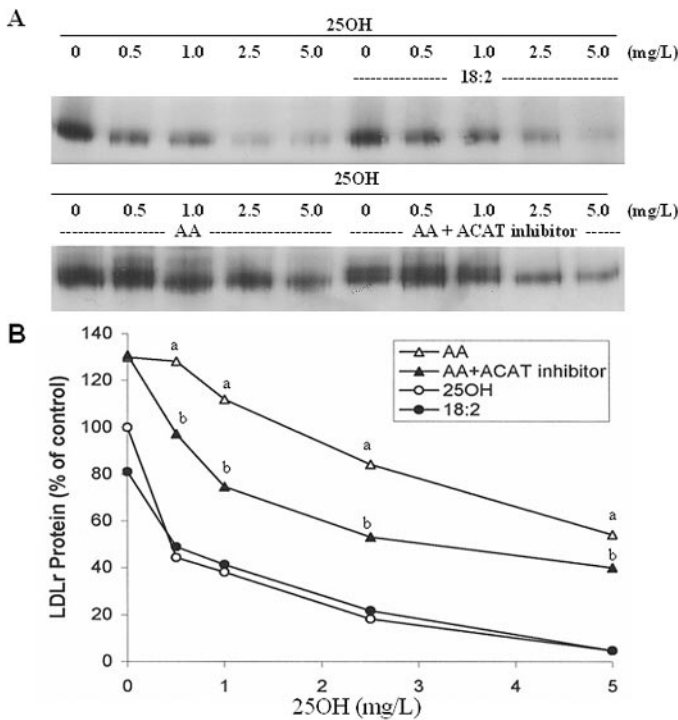 A
25OH
0 0.5 1.0 2.5 5.0 0 0.5 1.0 2.5 5.0 (mg/L)
18:2
25OH
0 0.5 1.0 2.5 5.0 0 0.5 1.0 2.5 5.0 (mg/L)
AA AA + ACAT inhibitor
B
140
120
100
80
60
40
20
0
LDLr Protein (% of control)
a
a
a
a
b
b
b
b
AA
AA+ACAT inhibitor
25OH
18:2
0 1 2 3 4 5
25OH (mg/L)